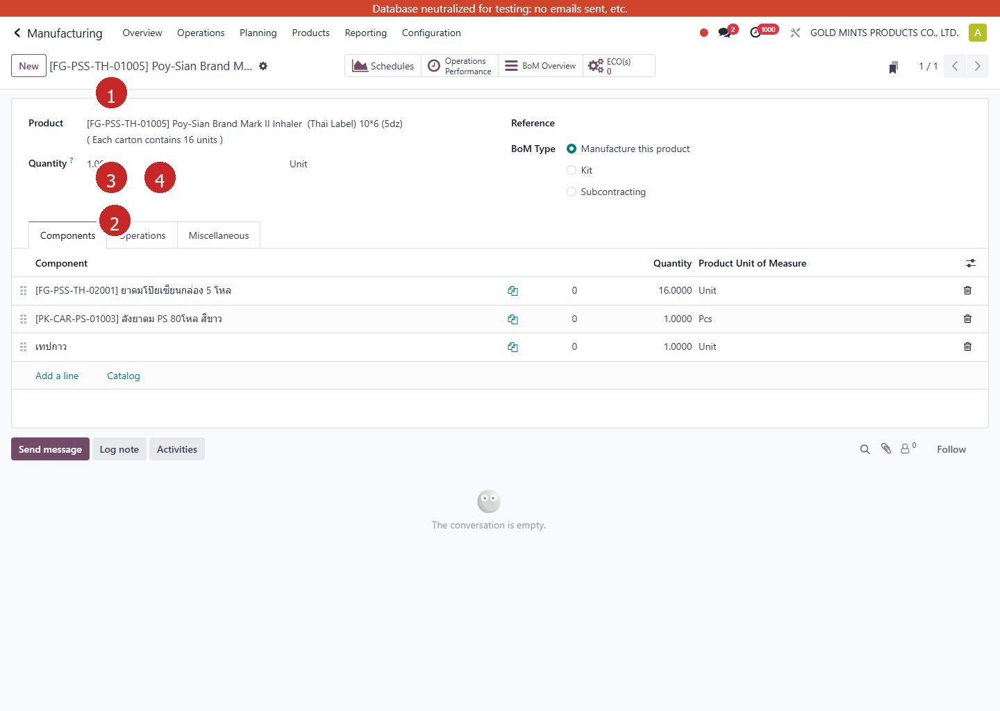 Database neutralized for testing: no emails sent, etc.
Manufacturing Overview Operations Planning Products Reporting Configuration 2 1000 GOLD MINTS PRODUCTS CO., LTD. A
New [FG-PSS-TH-01005] Poy-Sian Brand M... Schedules Operations Performance BoM Overview ECO(s) 0 1 / 1
1
Product [FG-PSS-TH-01005] Poy-Sian Brand Mark II Inhaler (Thai Label) 10*6 (5dz)
( Each carton contains 16 units )
Reference
Quantity ? Unit
BoM Type Manufacture this product
Kit
Subcontracting
3 4
2
Components Operations Miscellaneous
Component Quantity Product Unit of Measure
[FG-PSS-TH-02001] ยาดมโป๊ยเซียนกล่อง 5 โหล 0 16.0000 Unit
[PK-CAR-PS-01003] ลังยาดม PS 80โหล สีขาว 0 1.0000 Pcs
เทปกาว 0 1.0000 Unit
Add a line Catalog
Send message Log note Activities 0 Follow
The conversation is empty.